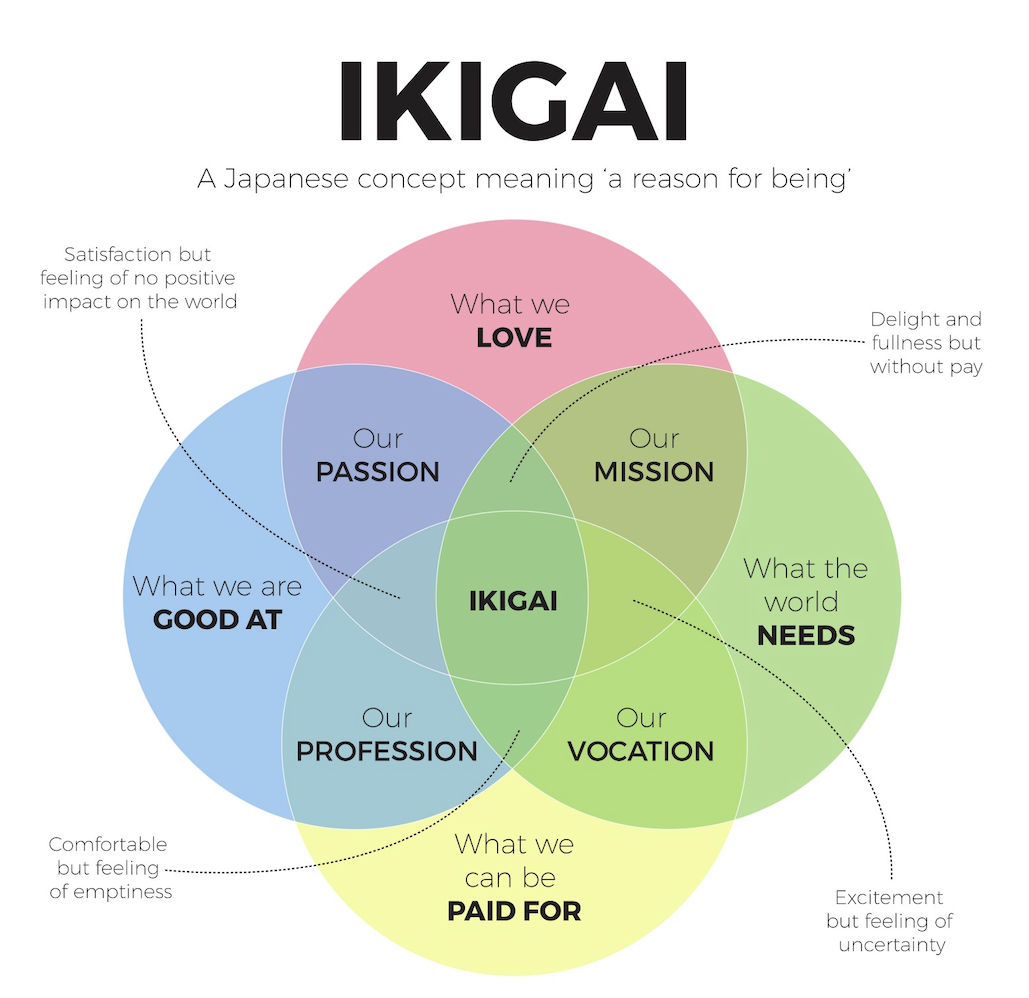 IKIGAI
A Japanese concept meaning ‘a reason for being’
Satisfaction but
feeling of no positive
impact on the world
What we
LOVE
Delight and
fullness but
without pay
Our
PASSION
Our
MISSION
What we are
GOOD AT
IKIGAI
What the
world
NEEDS
Our
PROFESSION
Our
VOCATION
Comfortable
but feeling
of emptiness
What we
can be
PAID FOR
Excitement
but feeling of
uncertainty